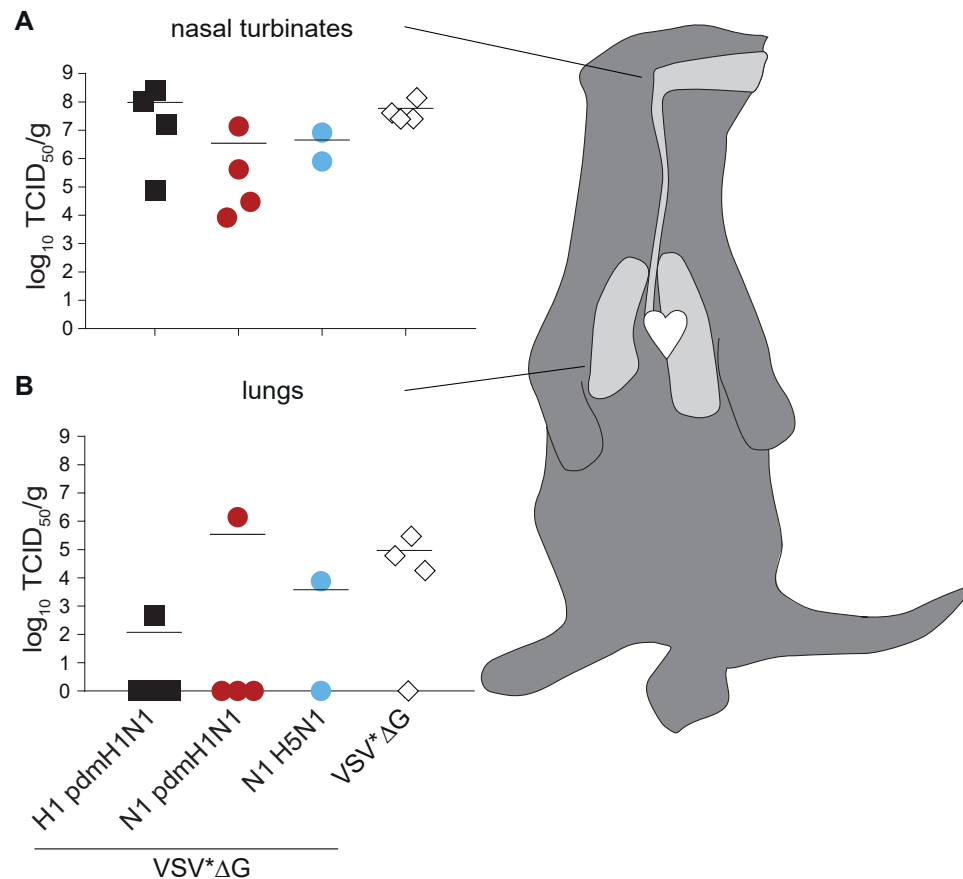 A
nasal turbinates
9
8
7
6
5
4
3
2
1
0
log₁₀ TCID₅₀/g
B
lungs
9
8
7
6
5
4
3
2
1
0
log₁₀ TCID₅₀/g
H1 pdmH1N1
N1 pdmH1N1
N1 H5N1
VSV*ΔG
VSV*ΔG